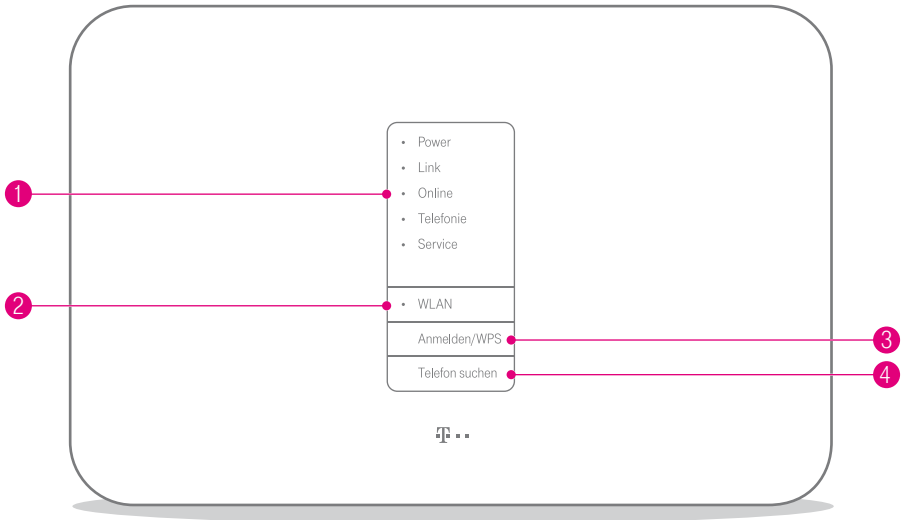 • Power
• Link
1
• Online
• Telefonie
• Service
2
• WLAN
Anmelden/WPS
3
Telefon suchen
4
T